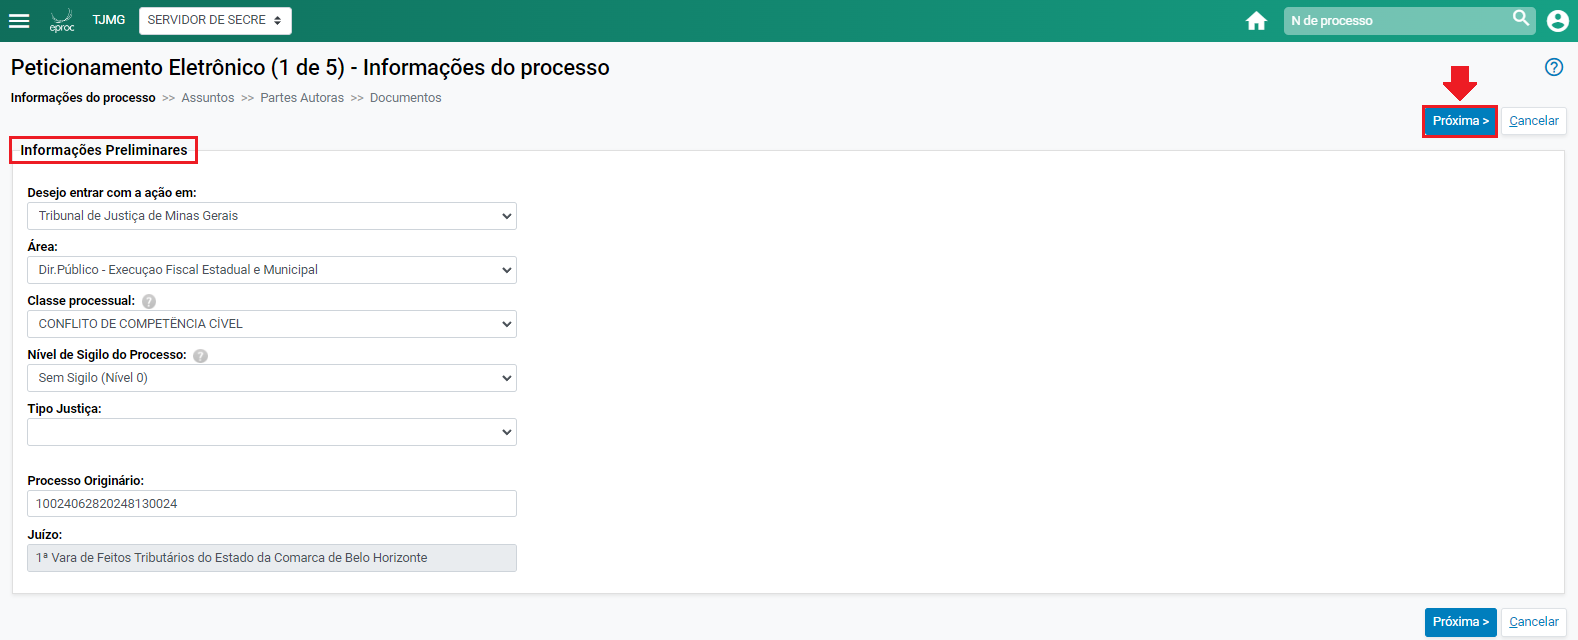 eproc
TJMG
SERVIDOR DE SECRE
N de processo
Peticionamento Eletrônico (1 de 5) - Informações do processo
?
Informações do processo >> Assuntos >> Partes Autoras >> Documentos
Próxima >
Cancelar
Informações Preliminares
Desejo entrar com a ação em:
Tribunal de Justiça de Minas Gerais
Área:
Dir.Público - Execuçao Fiscal Estadual e Municipal
Classe processual: ?
CONFLITO DE COMPETÊNCIA CÍVEL
Nível de Sigilo do Processo: ?
Sem Sigilo (Nível 0)
Tipo Justiça:
Processo Originário:
10024062820248130024
Juízo:
1ª Vara de Feitos Tributários do Estado da Comarca de Belo Horizonte
Próxima >
Cancelar